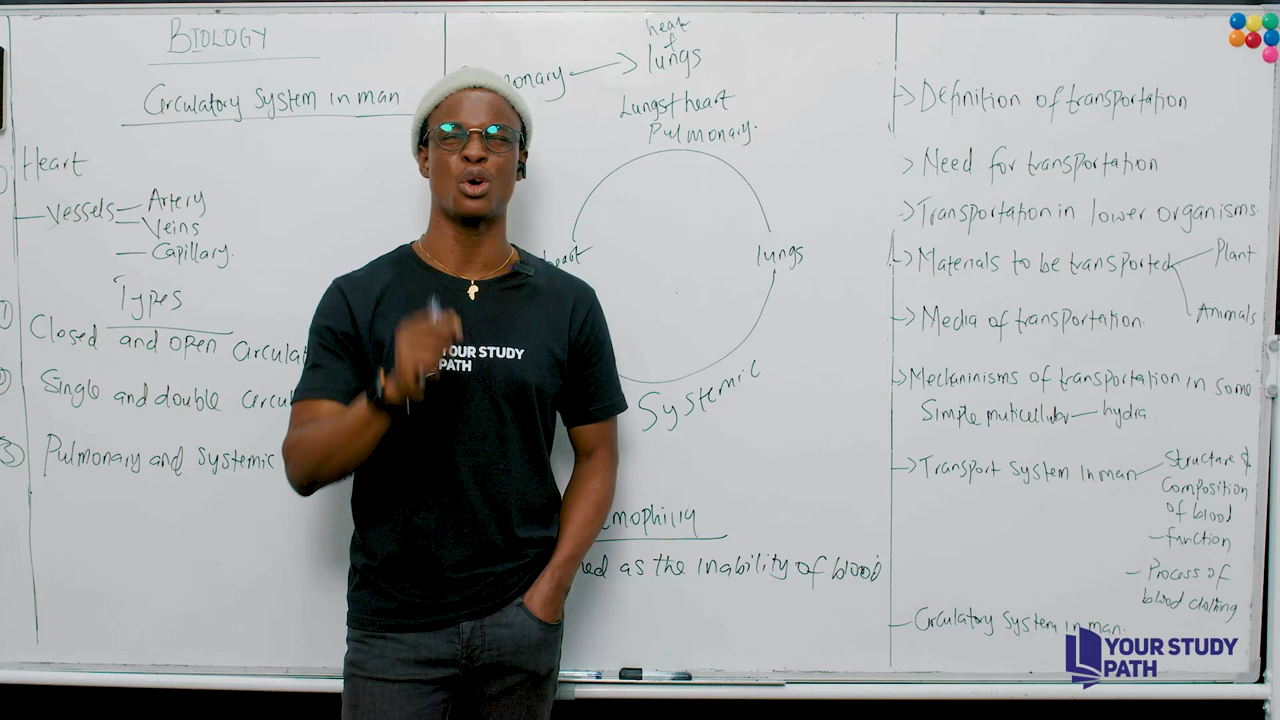 BIOLOGY
Circulatory System in man
Heart
Vessels
Artery
Veins
Capillary.
Types
Closed and open
Single and double
③ Pulmonary and Systemic
heart
+
lungs
Lungs + heart
Pulmonary.
heart
lungs
Systemic
as the inability of blood
Definition of transportation
Need for transportation
Transportation in lower organisms.
Materials to be transported
Plant
Animals
Media of transportation.
Mechaninisms of transportation in some
Simple muticellular — hydra
Transport System in man
Structure &
Composition
of blood
- function
- Process of
blood clotting
Circulatory System in man.
YOUR STUDY
PATH
YOUR STUDY
PATH